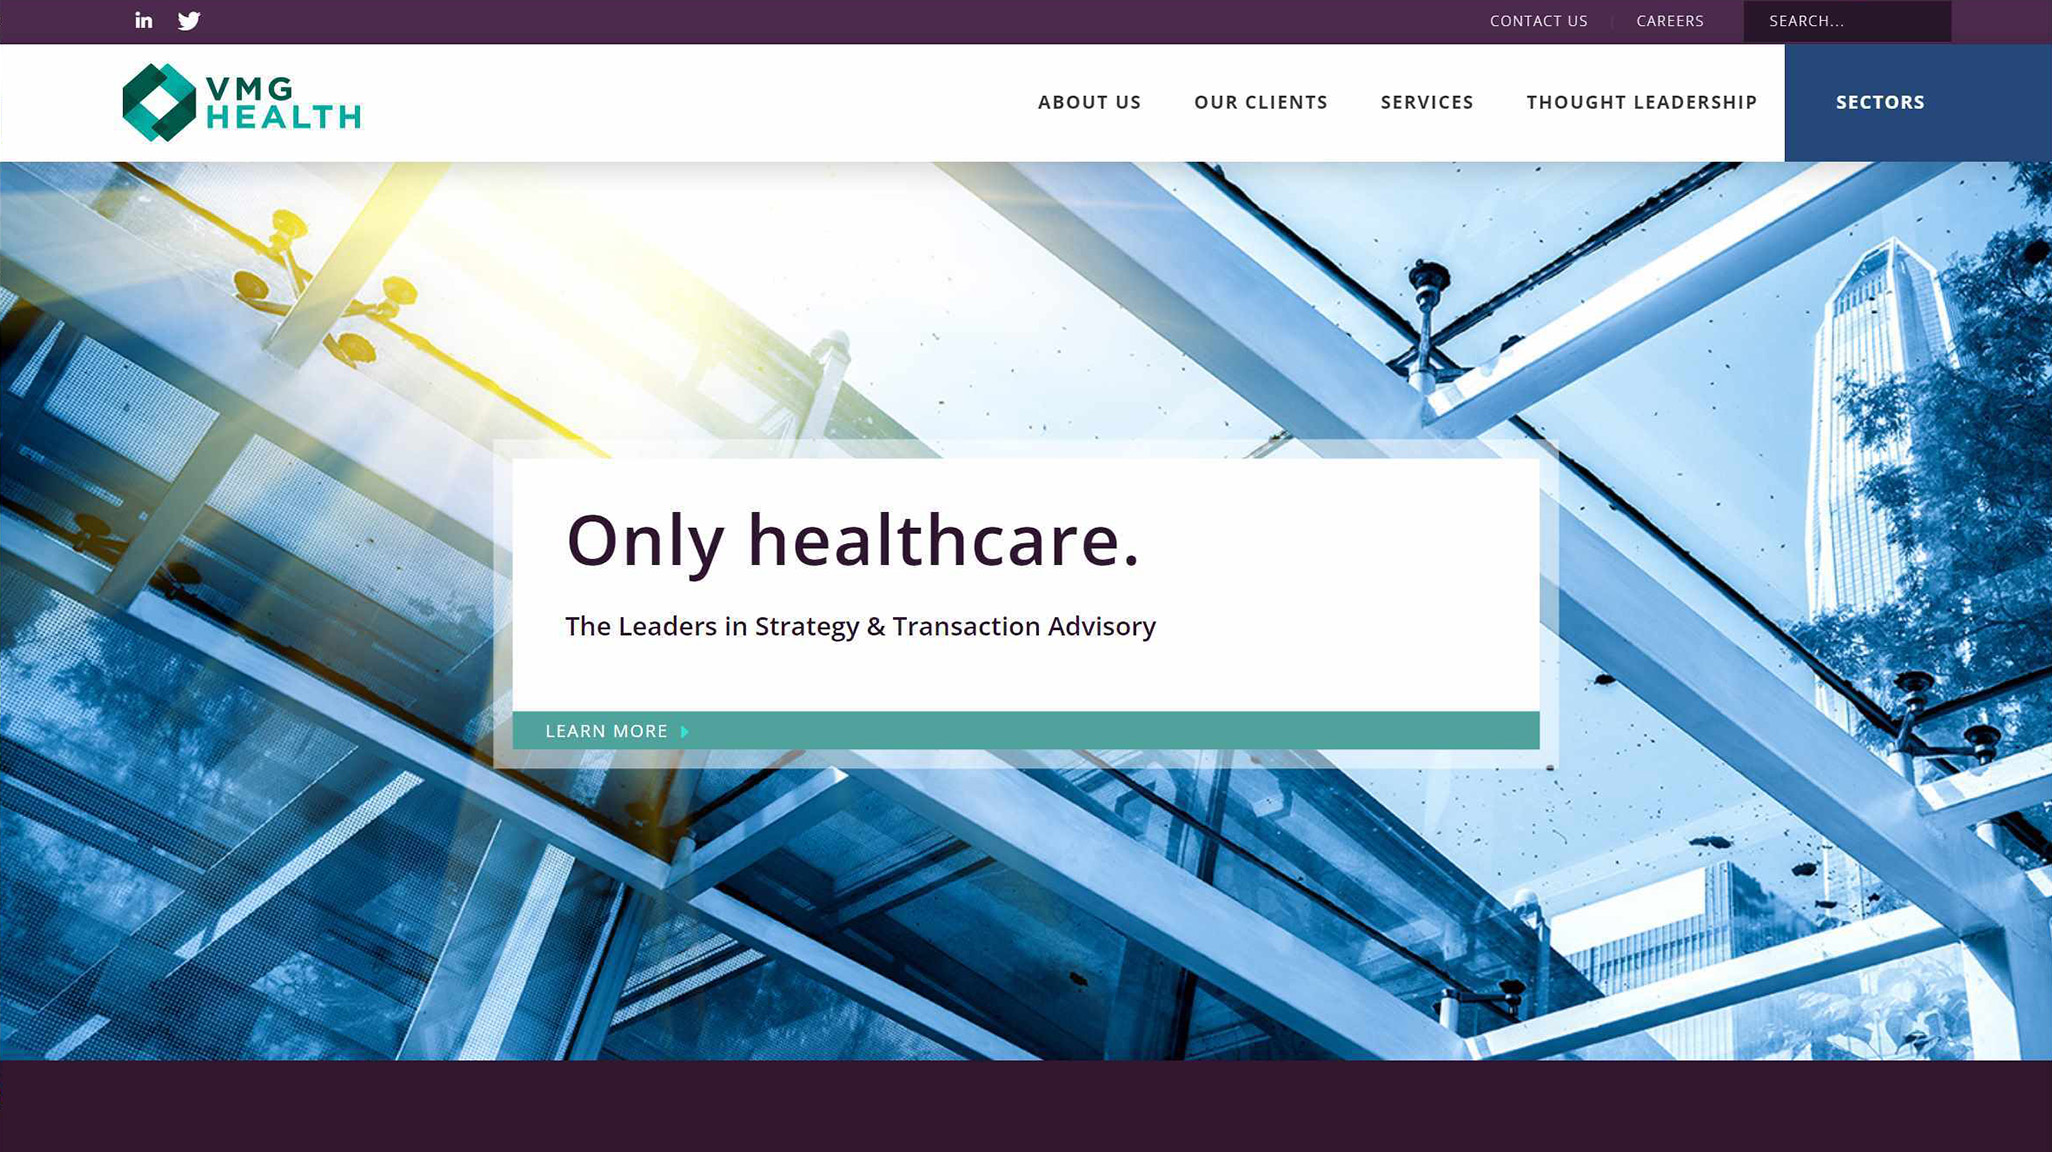 in
CONTACT US
CAREERS
SEARCH...
VMG
HEALTH
ABOUT US
OUR CLIENTS
SERVICES
THOUGHT LEADERSHIP
SECTORS
Only healthcare.
The Leaders in Strategy & Transaction Advisory
LEARN MORE